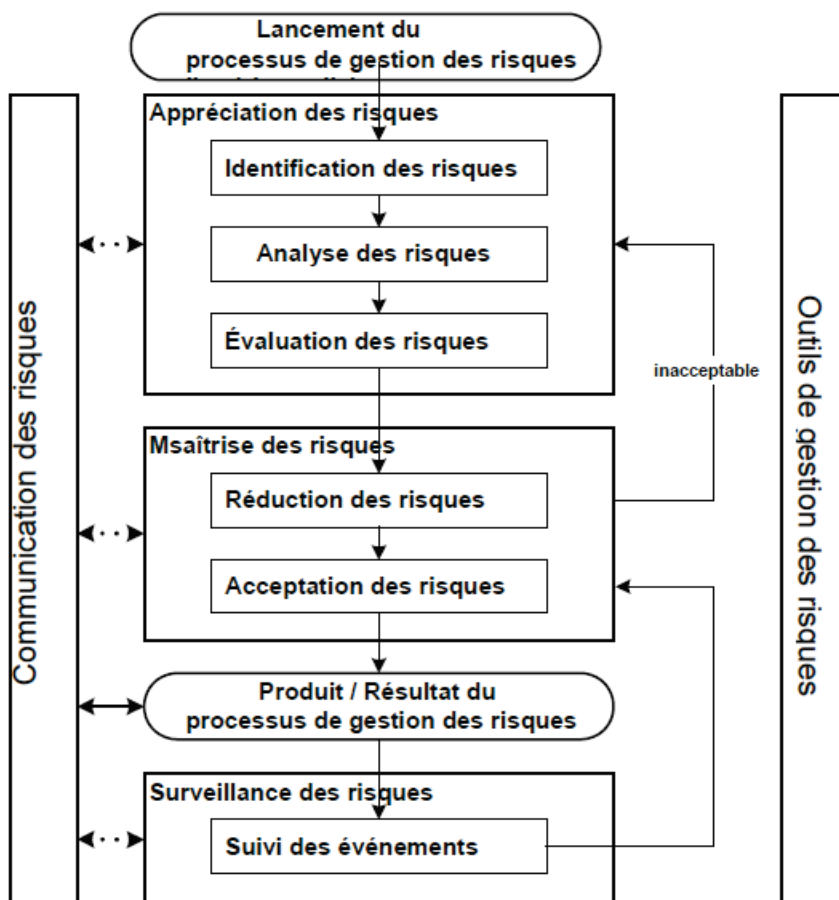 Lancement du
processus de gestion des risques
Appréciation des risques
Identification des risques
Analyse des risques
Évaluation des risques
inacceptable
Msaîtrise des risques
Réduction des risques
Acceptation des risques
Produit / Résultat du
processus de gestion des risques
Surveillance des risques
Suivi des événements
Communication des risques
Outils de gestion des risques